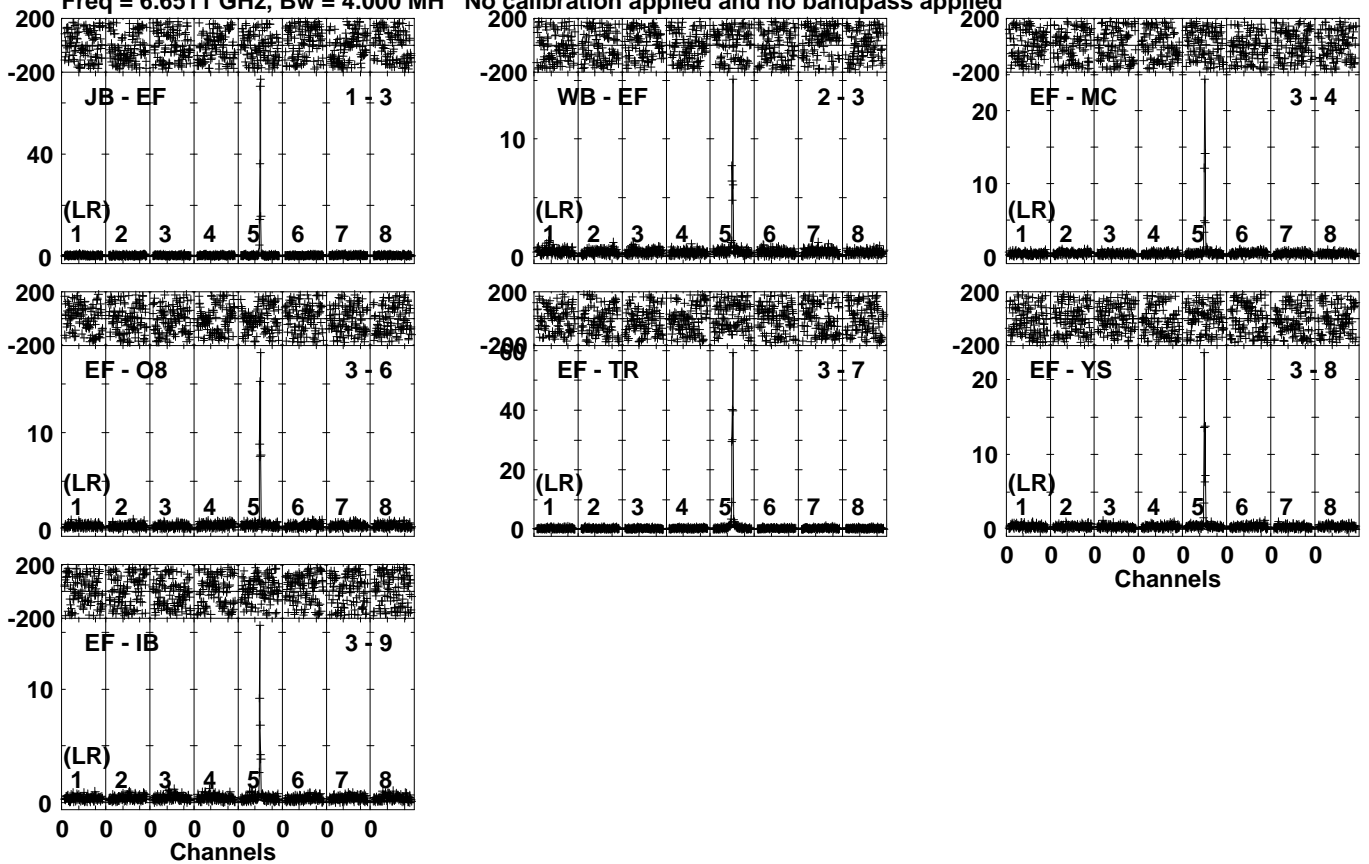 Freq = 6.6511 GHz, Bw = 4.000 MH No calibration applied and no bandpass applied
200 200 200
-200 -200 -200
JB - EF 1 - 3 WB - EF 2 - 3 EF - MC 3 - 4
40 10 20
10
(LR) (LR) (LR)
1 2 3 4 5 6 7 8 1 2 3 4 5 6 7 8 1 2 3 4 5 6 7 8
0 0 0
200 200 200
-200 -200 -200
60
EF - O8 3 - 6 EF - TR 3 - 7 EF - YS 3 - 8
10 40 20
20 10
(LR) (LR) (LR)
1 2 3 4 5 6 7 8 1 2 3 4 5 6 7 8 1 2 3 4 5 6 7 8
0 0 0
0 0 0 0 0 0 0 0
Channels
200
-200
EF - IB 3 - 9
10
(LR)
1 2 3 4 5 6 7 8
0
0 0 0 0 0 0 0 0
Channels